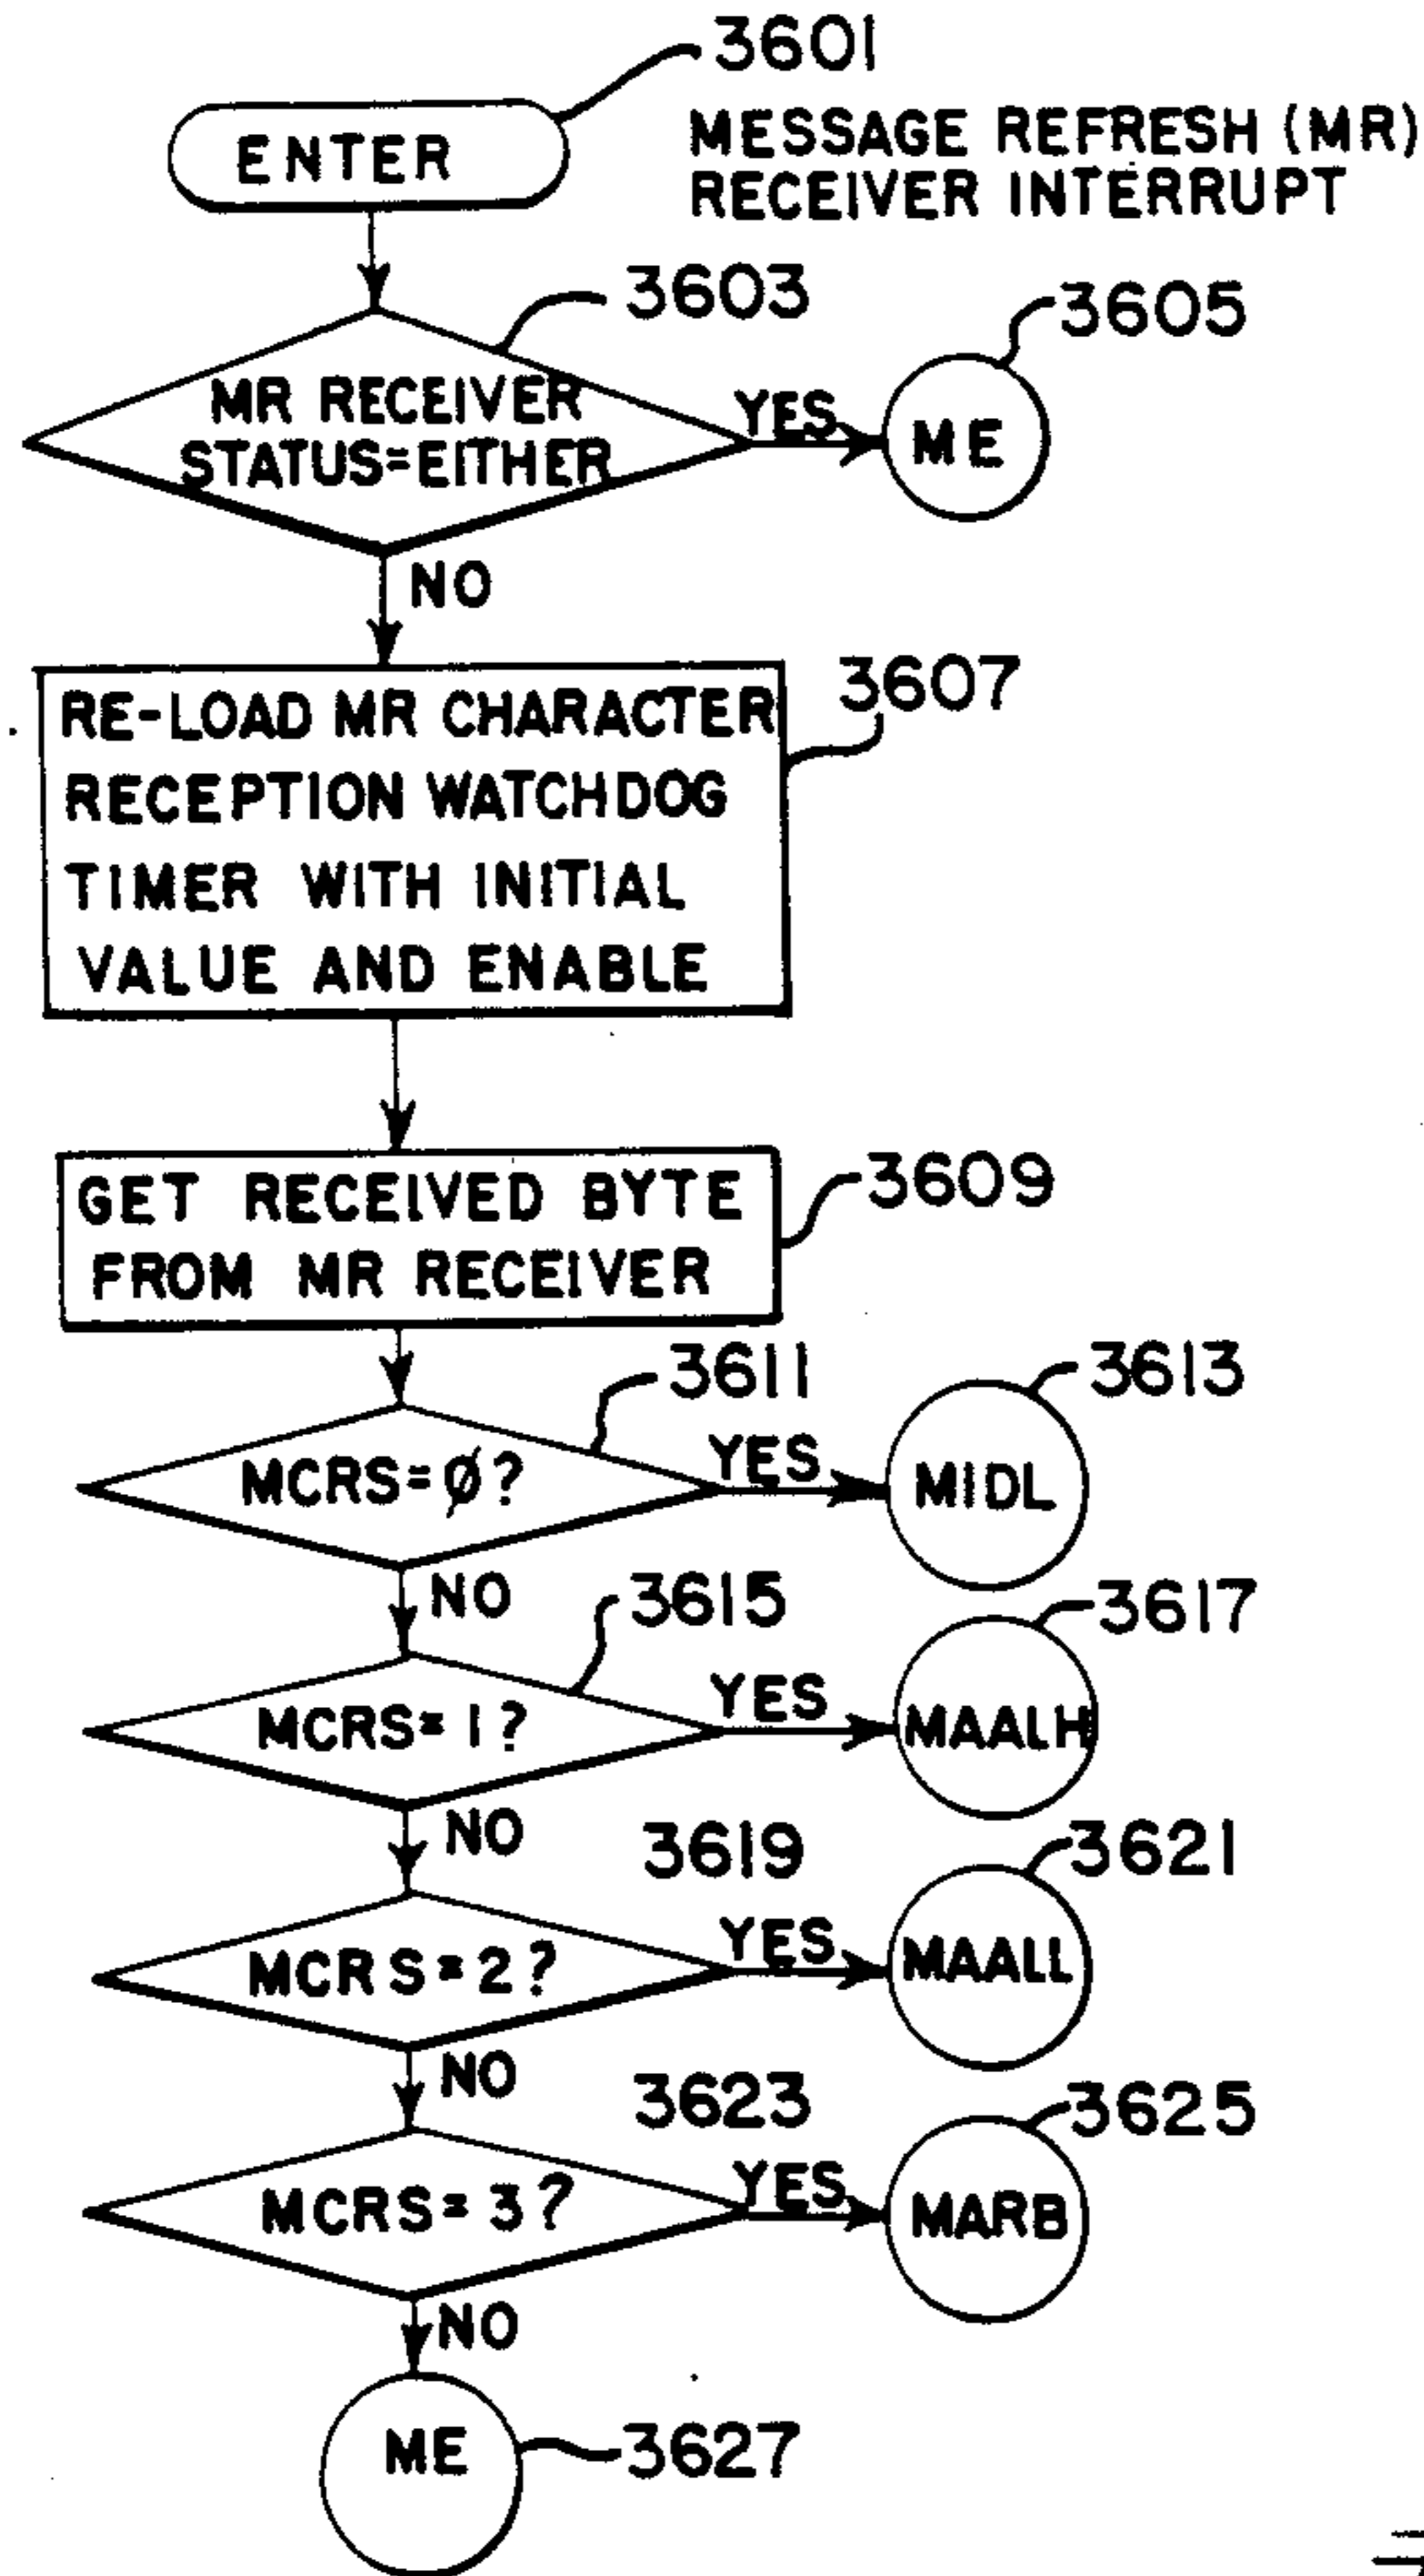 3601
ENTER
MESSAGE REFRESH (MR)
RECEIVER INTERRUPT
3603
3605
MR RECEIVER
STATUS=EITHER
YES
ME
NO
3607
RE-LOAD MR CHARACTER
RECEPTION WATCHDOG
TIMER WITH INITIAL
VALUE AND ENABLE
3609
GET RECEIVED BYTE
FROM MR RECEIVER
3611
3613
MCRS=Ø?
YES
MIDL
NO
3615
3617
MCRS=1?
YES
MAALH
NO
3619
3621
MCRS=2?
YES
MAALL
NO
3623
3625
MCRS=3?
YES
MARB
NO
ME
3627